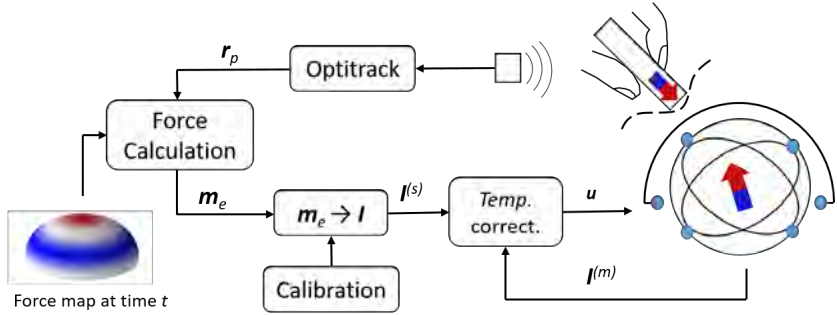 r_p
Optitrack
Force
Calculation
m_e
m_e → I
I^(s)
Temp.
correct.
u
I^(m)
Calibration
Force map at time t